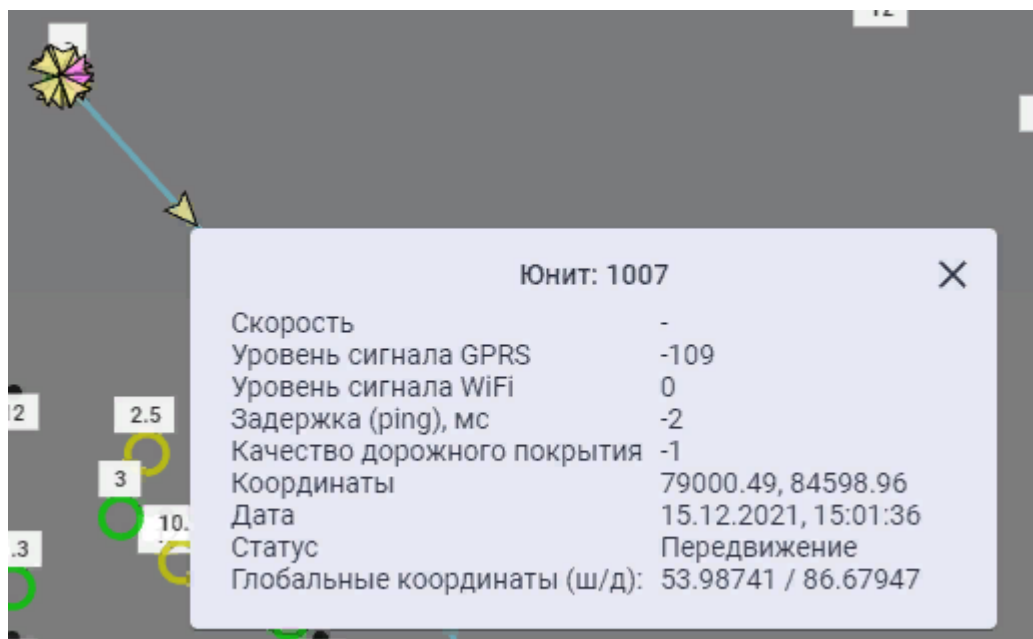 Юнит: 1007
Скорость -
Уровень сигнала GPRS -109
Уровень сигнала WiFi 0
Задержка (ping), мс -2
Качество дорожного покрытия -1
Координаты 79000.49, 84598.96
Дата 15.12.2021, 15:01:36
Статус Передвижение
Глобальные координаты (ш/д): 53.98741 / 86.67947
2.5
3